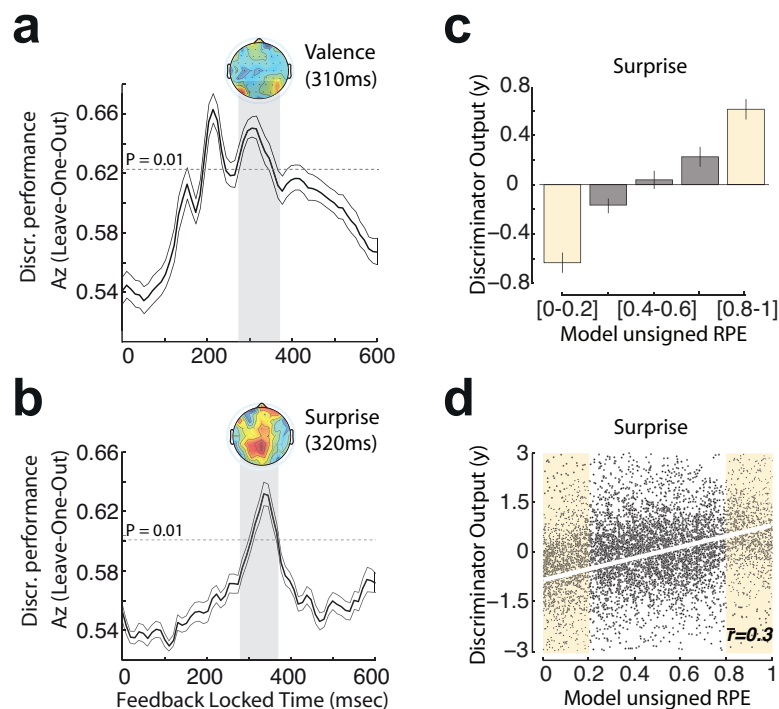 a
Valence
(310ms)
Discr. performance
Az (Leave-One-Out)
0.66
0.62
0.58
0.54
P = 0.01
0 200 400 600
b
Surprise
(320ms)
Discr. performance
Az (Leave-One-Out)
0.66
0.62
0.58
0.54
P = 0.01
0 200 400 600
Feedback Locked Time (msec)
c
Surprise
Discriminator Output (y)
0.8
0.4
0
−0.4
−0.8
[0-0.2] [0.4-0.6] [0.8-1]
Model unsigned RPE
d
Surprise
Discriminator Output (y)
3
1.5
0
−1.5
−3
r̅=0.3
0 0.2 0.4 0.6 0.8 1
Model unsigned RPE